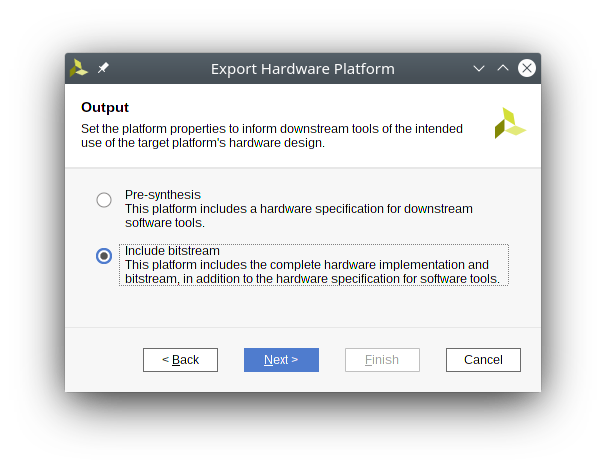 Export Hardware Platform
Output
Set the platform properties to inform downstream tools of the intended
use of the target platform's hardware design.
Pre-synthesis
This platform includes a hardware specification for downstream
software tools.
Include bitstream
This platform includes the complete hardware implementation and
bitstream, in addition to the hardware specification for software tools.
< Back Next > Finish Cancel